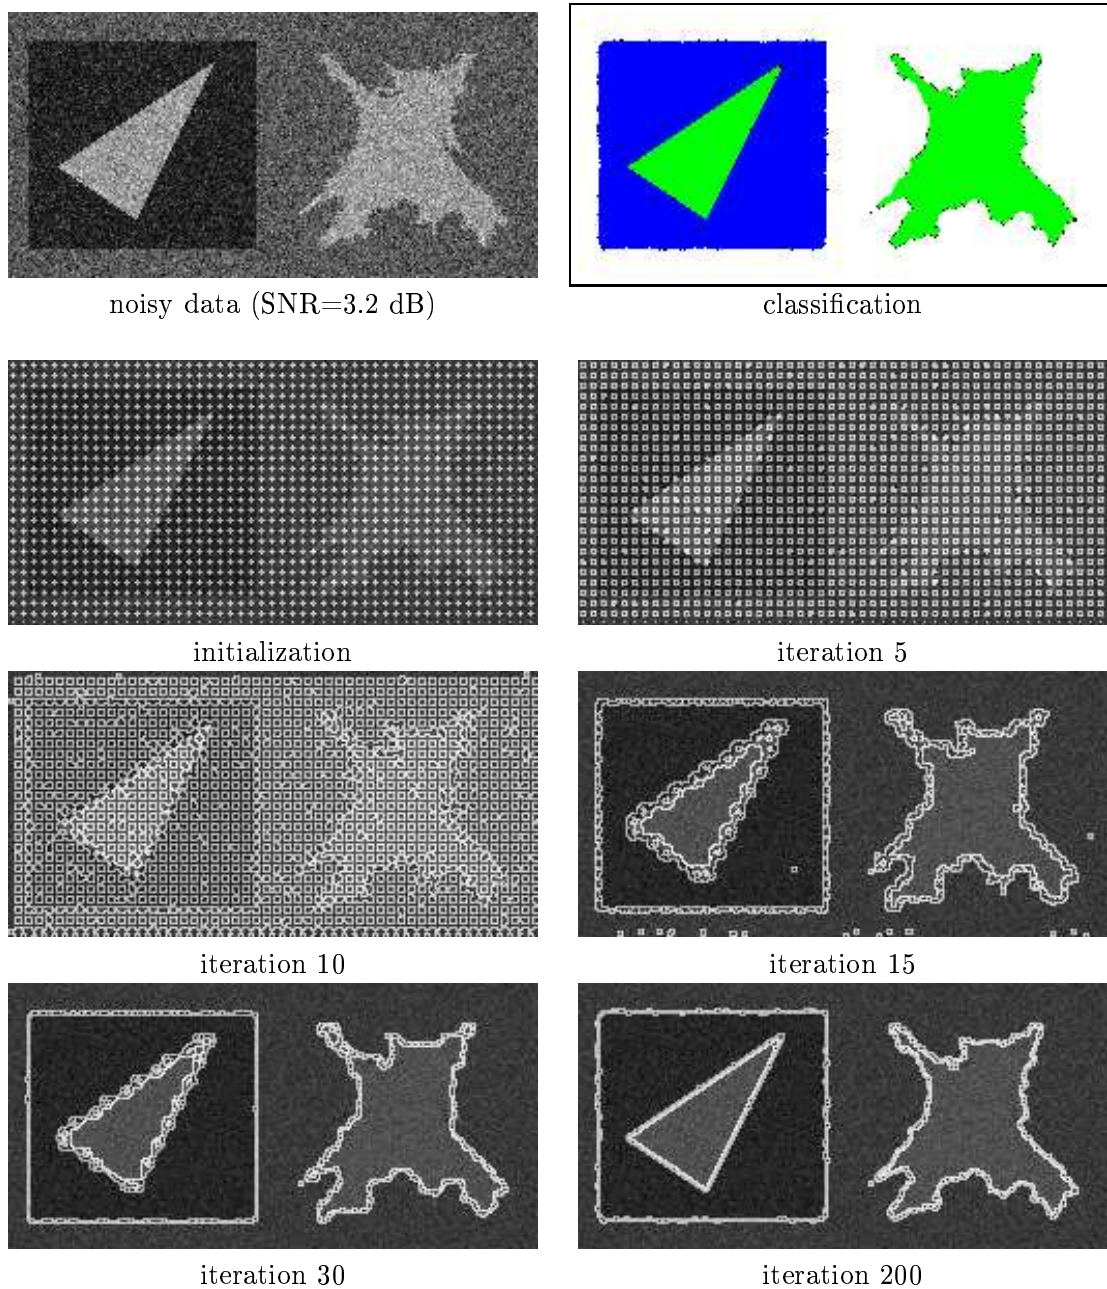 noisy data (SNR=3.2 dB)
classification
initialization
iteration 5
iteration 10
iteration 15
iteration 30
iteration 200